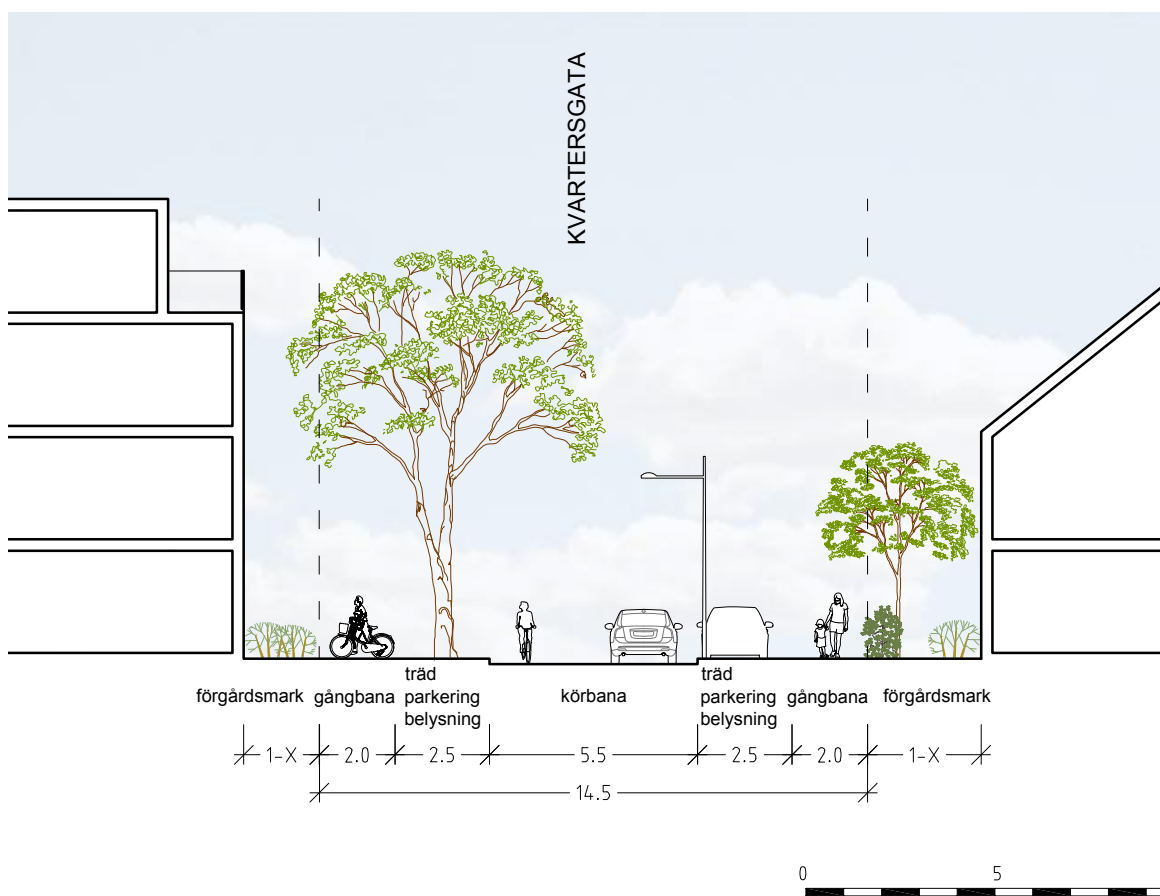 KVARTERSGATA
förgårdsmark gångbana träd parkering belysning körbana träd parkering belysning gångbana förgårdsmark
1-X 2.0 2.5 5.5 2.5 2.0 1-X
14.5
0 5